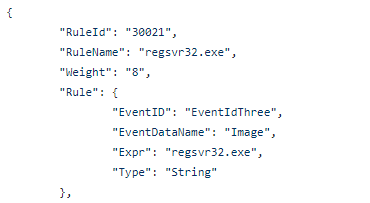 {
"RuleId": "30021",
"RuleName": "regsvr32.exe",
"Weight": "8",
"Rule": {
"EventID": "EventIdThree",
"EventDataName": "Image",
"Expr": "regsvr32.exe",
"Type": "String"
},